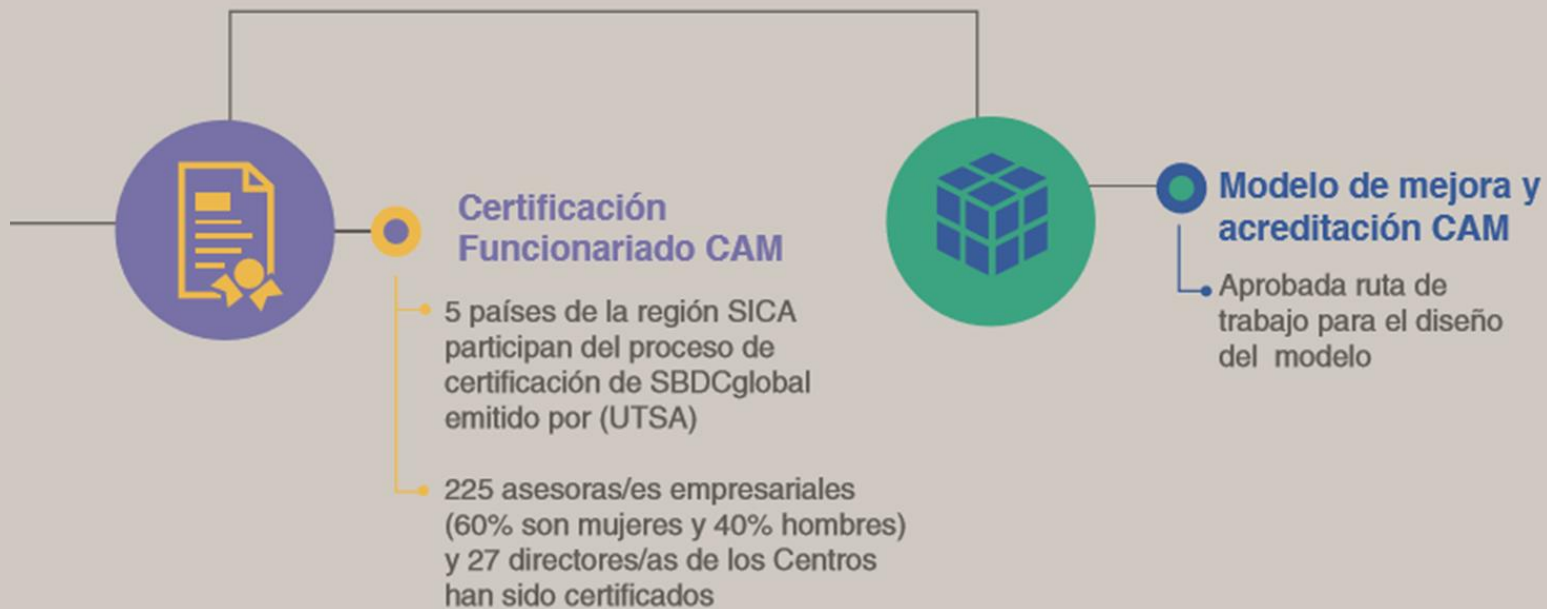 Certificación
Funcionariado CAM
5 países de la región SICA
participan del proceso de
certificación de SBDCglobal
emitido por (UTSA)
225 asesoras/es empresariales
(60% son mujeres y 40% hombres)
y 27 directores/as de los Centros
han sido certificados
Modelo de mejora y
acreditación CAM
Aprobada ruta de
trabajo para el diseño
del modelo